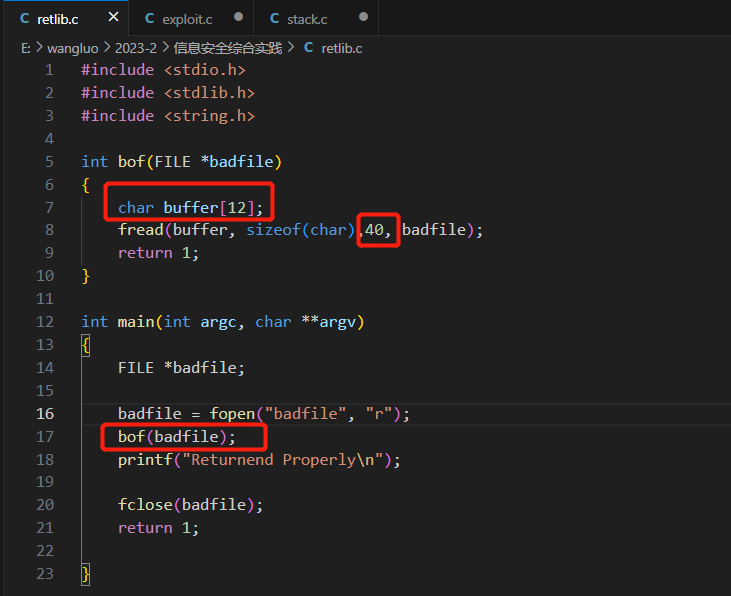 retlib.c × exploit.c stack.c
E: > wangluo > 2023-2 > 信息安全综合实践 > C retlib.c
1 #include <stdio.h>
2 #include <stdlib.h>
3 #include <string.h>
4
5 int bof(FILE *badfile)
6 {
7 char buffer[12];
8 fread(buffer, sizeof(char),40, badfile);
9 return 1;
10 }
11
12 int main(int argc, char **argv)
13 {
14 FILE *badfile;
15
16 badfile = fopen("badfile", "r");
17 bof(badfile);
18 printf("Returnend Properly\n");
19
20 fclose(badfile);
21 return 1;
22
23 }